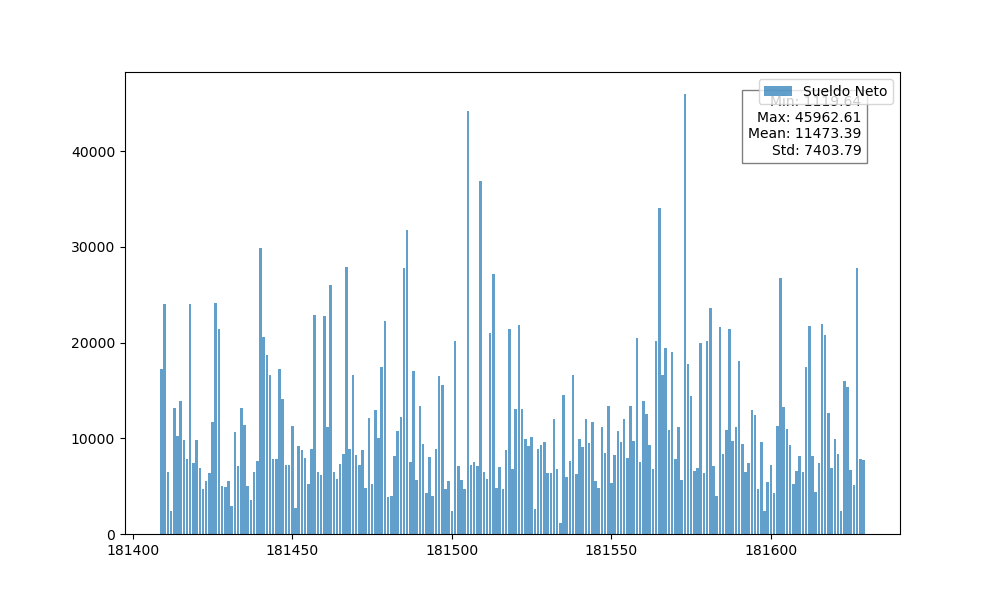 Sueldo Neto
Min: 1119.64
Max: 45962.61
Mean: 11473.39
Std: 7403.79
40000
30000
20000
10000
0
181400 181450 181500 181550 181600